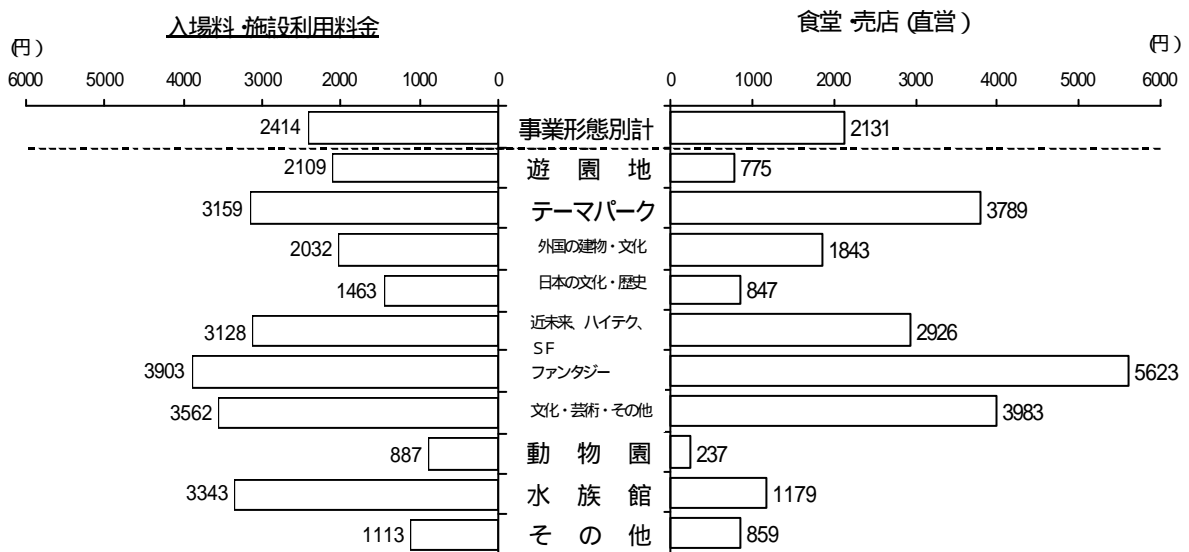 入場料・施設利用料金
食堂・売店（直営）
（円）
（円）
6000 5000 4000 3000 2000 1000 0
0 1000 2000 3000 4000 5000 6000
2414 事業形態別計 2131
2109 遊園地 775
3159 テーマパーク 3789
2032 外国の建物・文化 1843
1463 日本の文化・歴史 847
3128 近未来、ハイテク、 2926
SF
3903 ファンタジー 5623
3562 文化・芸術・その他 3983
887 動物園 237
3343 水族館 1179
1113 その他 859